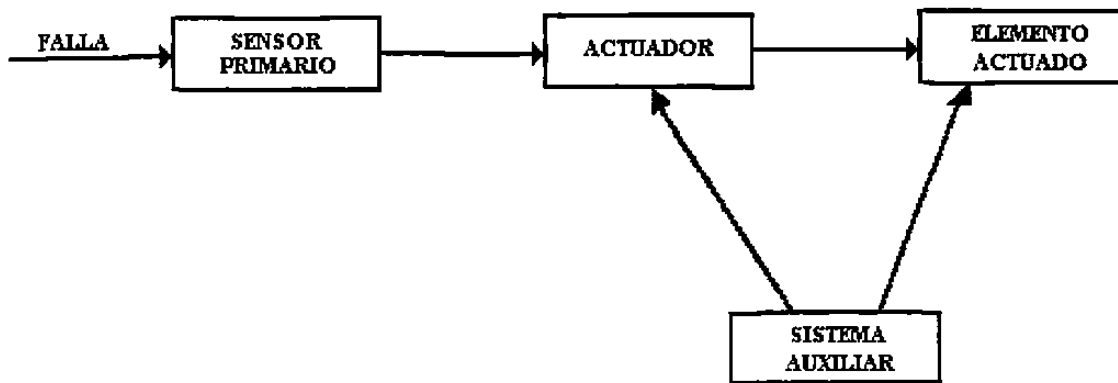 FALLA
SENSOR
PRIMARIO
ACTUADOR
ELEMENTO
ACTUADO
SISTEMA
AUXILIAR